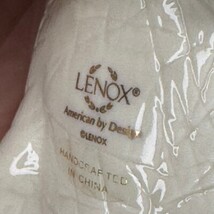 LENOX®
American by Design
©LENOX
HANDCRAFTED
IN CHINA